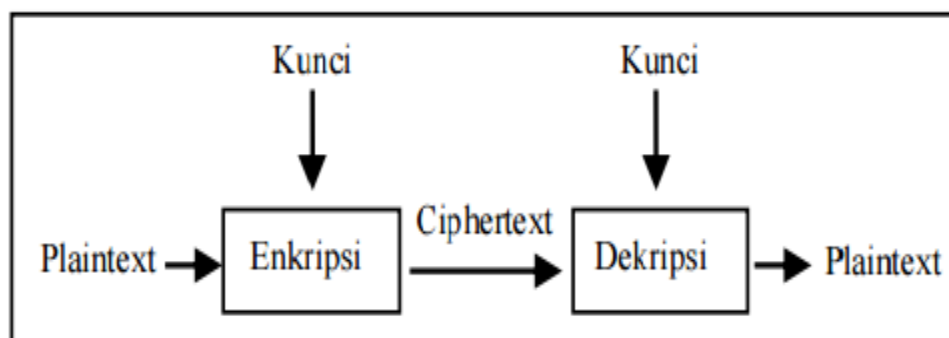 Kunci
Kunci
Plaintext
Enkripsi
Ciphertext
Dekripsi
Plaintext